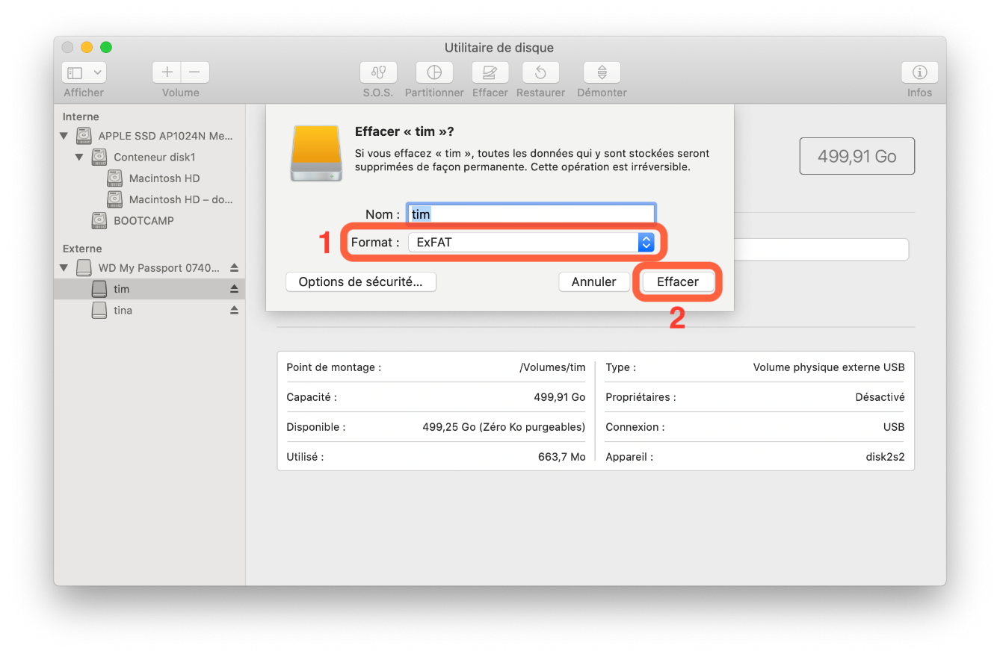 Utilitaire de disque
Afficher
Volume
S.O.S.
Partitionner
Effacer
Restaurer
Démonter
Infos
Interne
APPLE SSD AP1024N Me...
Conteneur disk1
Macintosh HD
Macintosh HD – do...
BOOTCAMP
Externe
WD My Passport 0740...
tim
tina
Effacer « tim »?
Si vous effacez « tim », toutes les données qui y sont stockées seront
supprimées de façon permanente. Cette opération est irréversible.
Nom : tim
1
Format : ExFAT
Options de sécurité...
Annuler
Effacer
2
499,91 Go
Point de montage : /Volumes/tim
Capacité : 499,91 Go
Disponible : 499,25 Go (Zéro Ko purgeables)
Utilisé : 663,7 Mo
Type : Volume physique externe USB
Propriétaires : Désactivé
Connexion : USB
Appareil : disk2s2